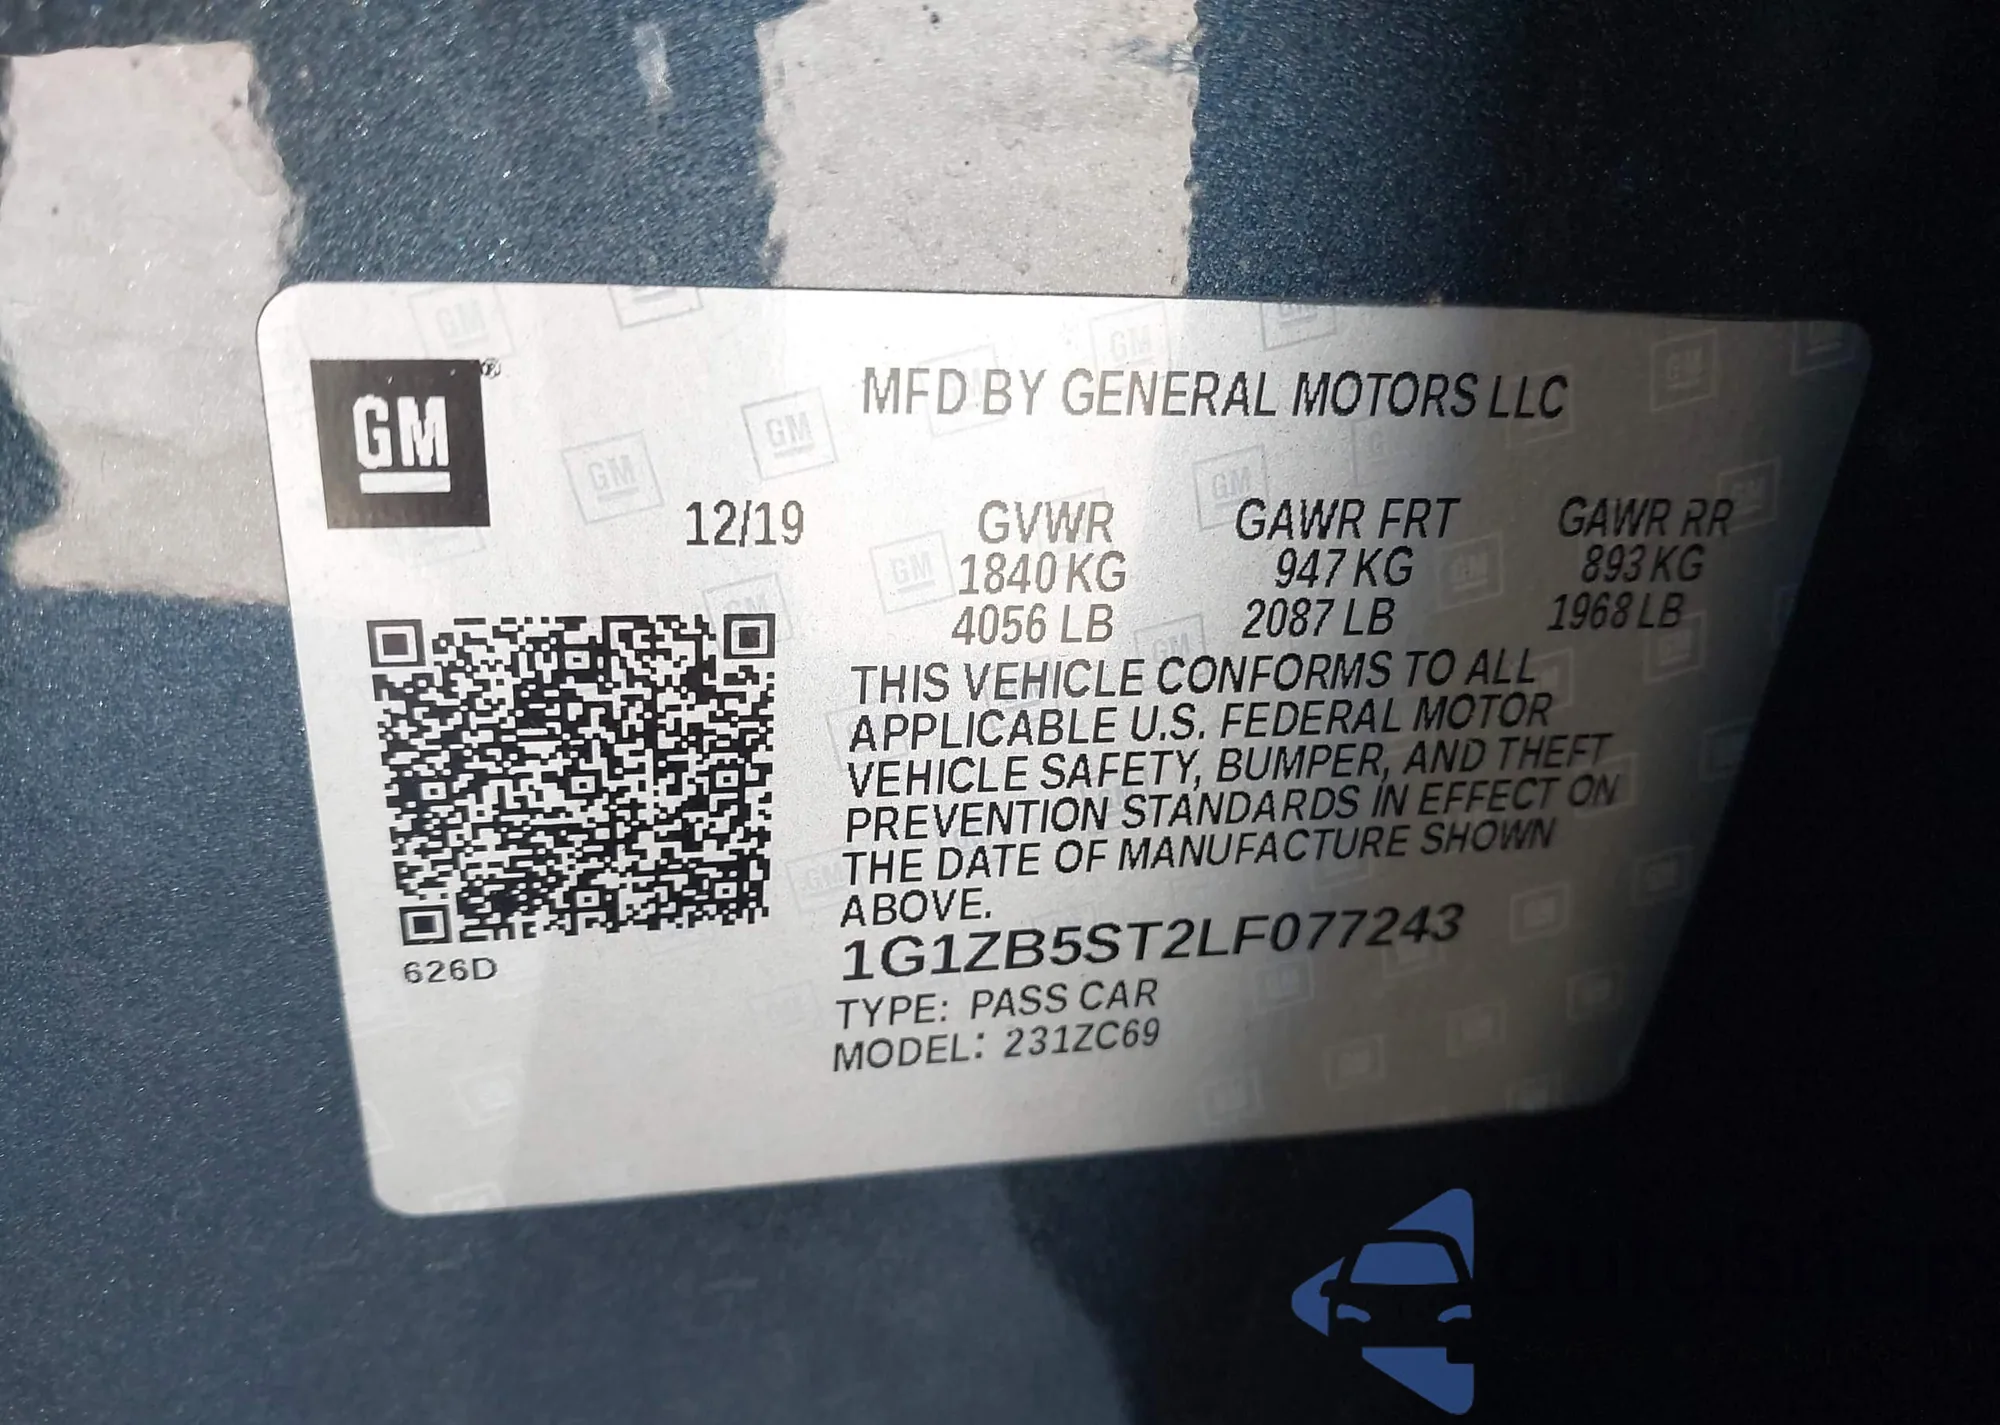 GM®
MFD BY GENERAL MOTORS LLC
12/19 GVWR GAWR FRT GAWR RR
1840 KG 947 KG 893 KG
4056 LB 2087 LB 1968 LB
THIS VEHICLE CONFORMS TO ALL
APPLICABLE U.S. FEDERAL MOTOR
VEHICLE SAFETY, BUMPER, AND THEFT
PREVENTION STANDARDS IN EFFECT ON
THE DATE OF MANUFACTURE SHOWN
ABOVE.
626D
1G1ZB5ST2LF077243
TYPE: PASS CAR
MODEL: 231ZC69